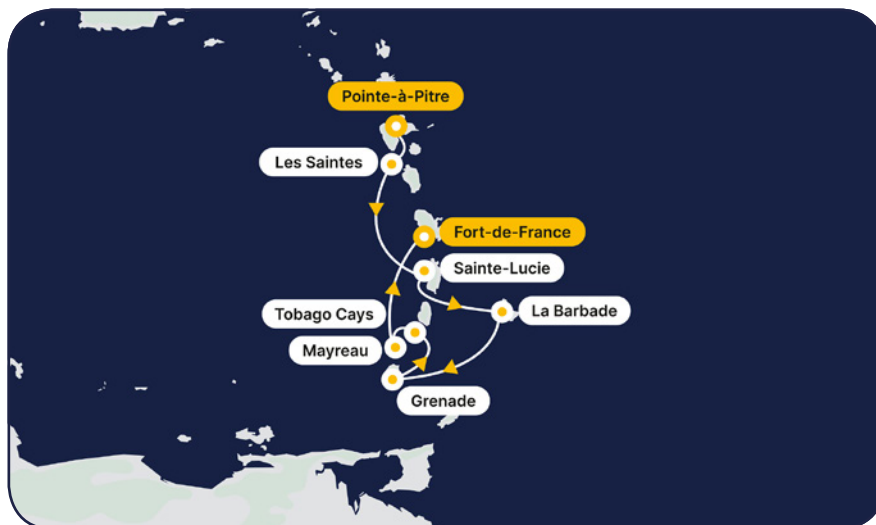 Pointe-à-Pitre
Les Saintes
Fort-de-France
Sainte-Lucie
Tobago Cays
La Barbade
Mayreau
Grenade